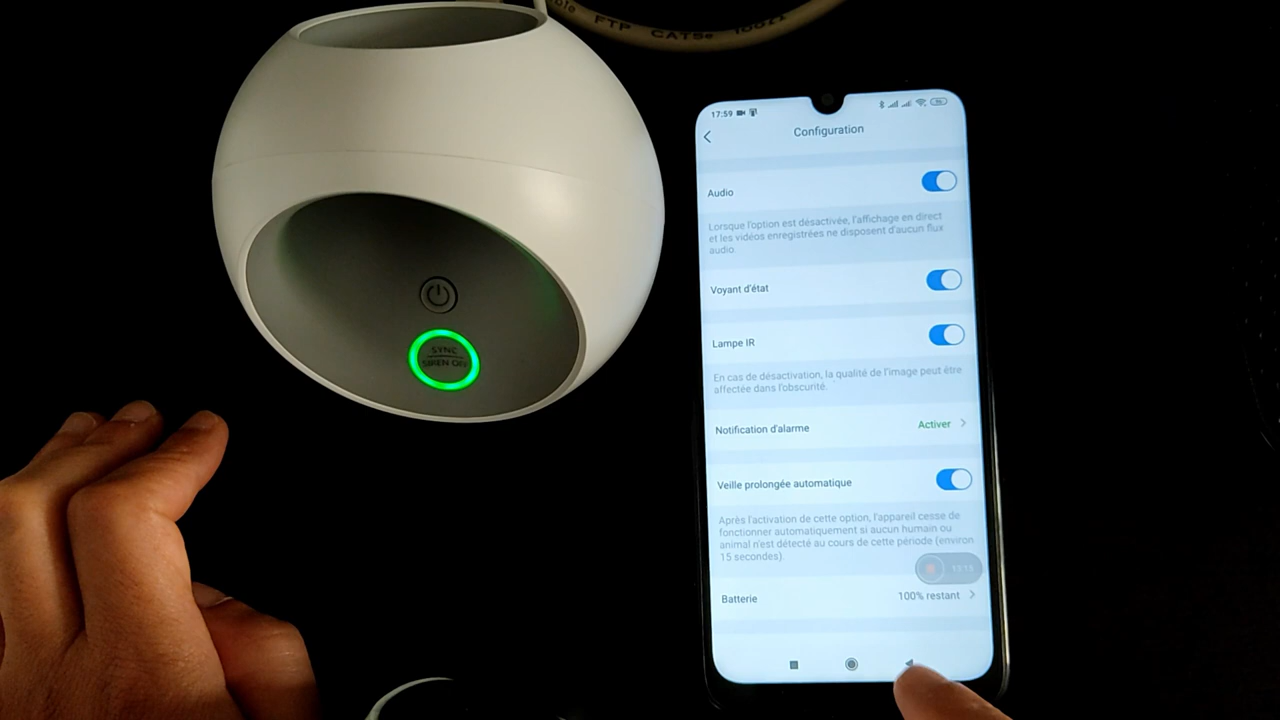 FTP CAT5e
SYNC
SIREN OFF
17:59
Configuration
Audio
Lorsque l'option est désactivée, l'affichage en direct
et les vidéos enregistrées ne disposent d'aucun flux
audio.
Voyant d'état
Lampe IR
En cas de désactivation, la qualité de l'image peut être
affectée dans l'obscurité.
Notification d'alarme
Activer
Veille prolongée automatique
Après l'activation de cette option, l'appareil cesse de
fonctionner automatiquement si aucun humain ou
animal n'est détecté au cours de cette période (environ
15 secondes)
Batterie
100% restant